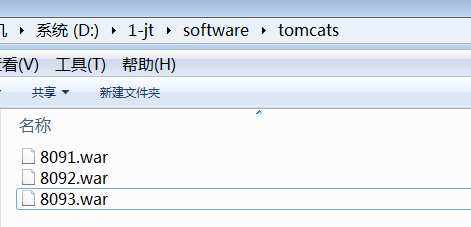 机 ▸ 系统 (D:) ▸ 1-jt ▸ software ▸ tomcats
查看(V) 工具(T) 帮助(H)
共享 新建文件夹
名称
8091.war
8092.war
8093.war